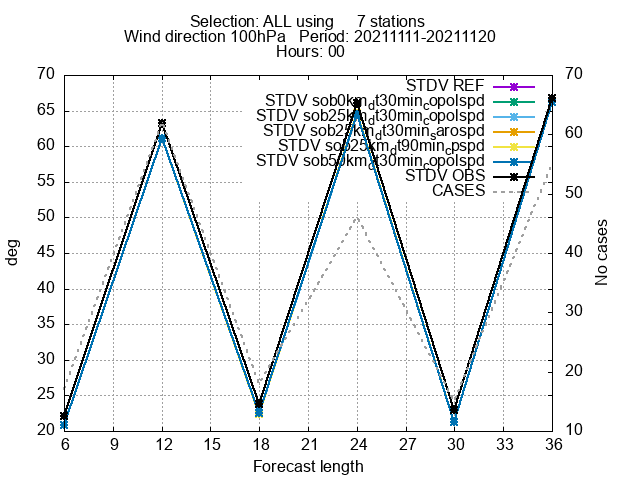 Selection: ALL using 7 stations
Wind direction 100hPa Period: 20211111-20211120
Hours: 00
70
65
60
55
50
45
40
35
30
25
20
deg
70
60
50
40
30
20
10
No cases
STDV REF
STDV sob0km_dt30min_copolspd
STDV sob25km_dt30min_copolspd
STDV sob25km_dt30min_sarospd
STDV sob25km_dt90min_cpspd
STDV sob50km_dt30min_copolspd
STDV OBS
CASES
6 9 12 15 18 21 24 27 30 33 36
Forecast length